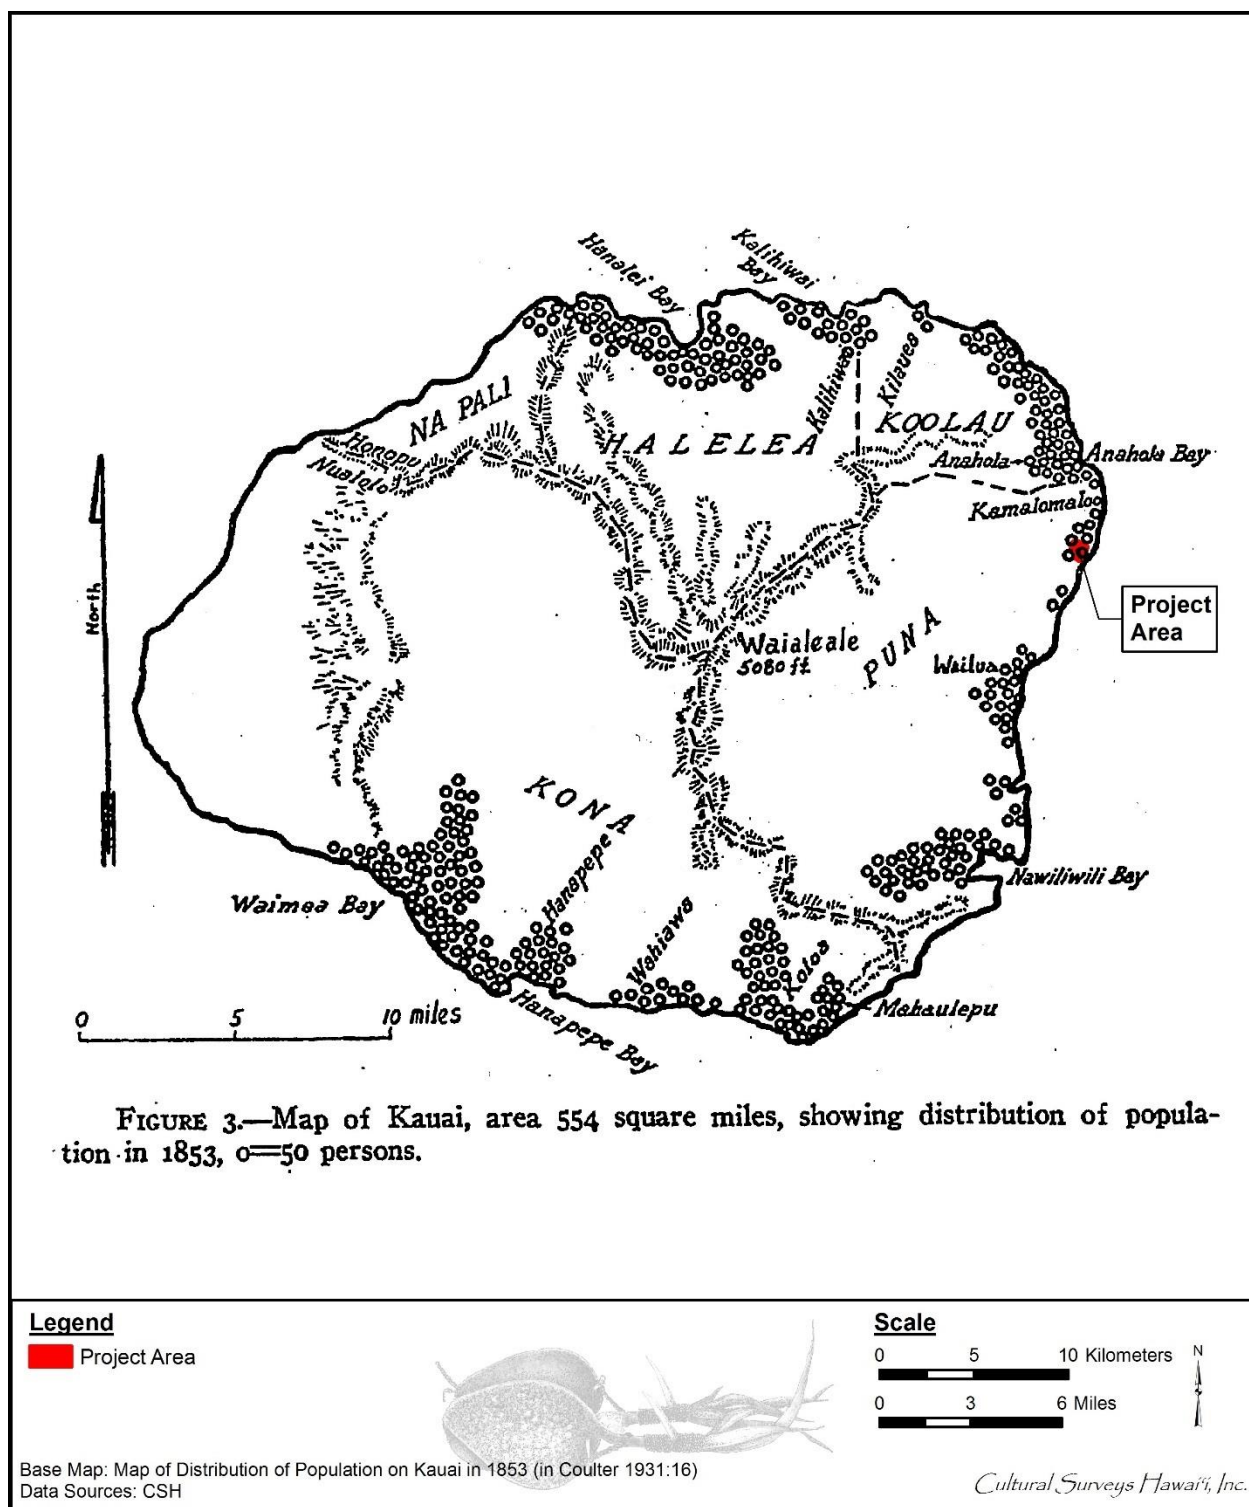 Hanalei Bay
Kalihiwai
Bay
NA PALI
Honopu
Nualolo
HALELEA
Kalihiwai
Kilauea
KOOLAU
Anahola
Anahola Bay
Kamalomaloo
Project
Area
North
Waialeale
5080 ft
PUNA
Wailua
KONA
Hanapepe
Waimea Bay
Wahiawa
Koloa
Nawiliwili Bay
Mahaulepu
Hanapepe Bay
0 5 10 miles
FIGURE 3.—Map of Kauai, area 554 square miles, showing distribution of popula-
tion in 1853, o=50 persons.
Legend
Project Area
Scale
0 5 10 Kilometers
0 3 6 Miles
N
Base Map: Map of Distribution of Population on Kauai in 1853 (in Coulter 1931:16)
Data Sources: CSH
Cultural Surveys Hawai‘i, Inc.